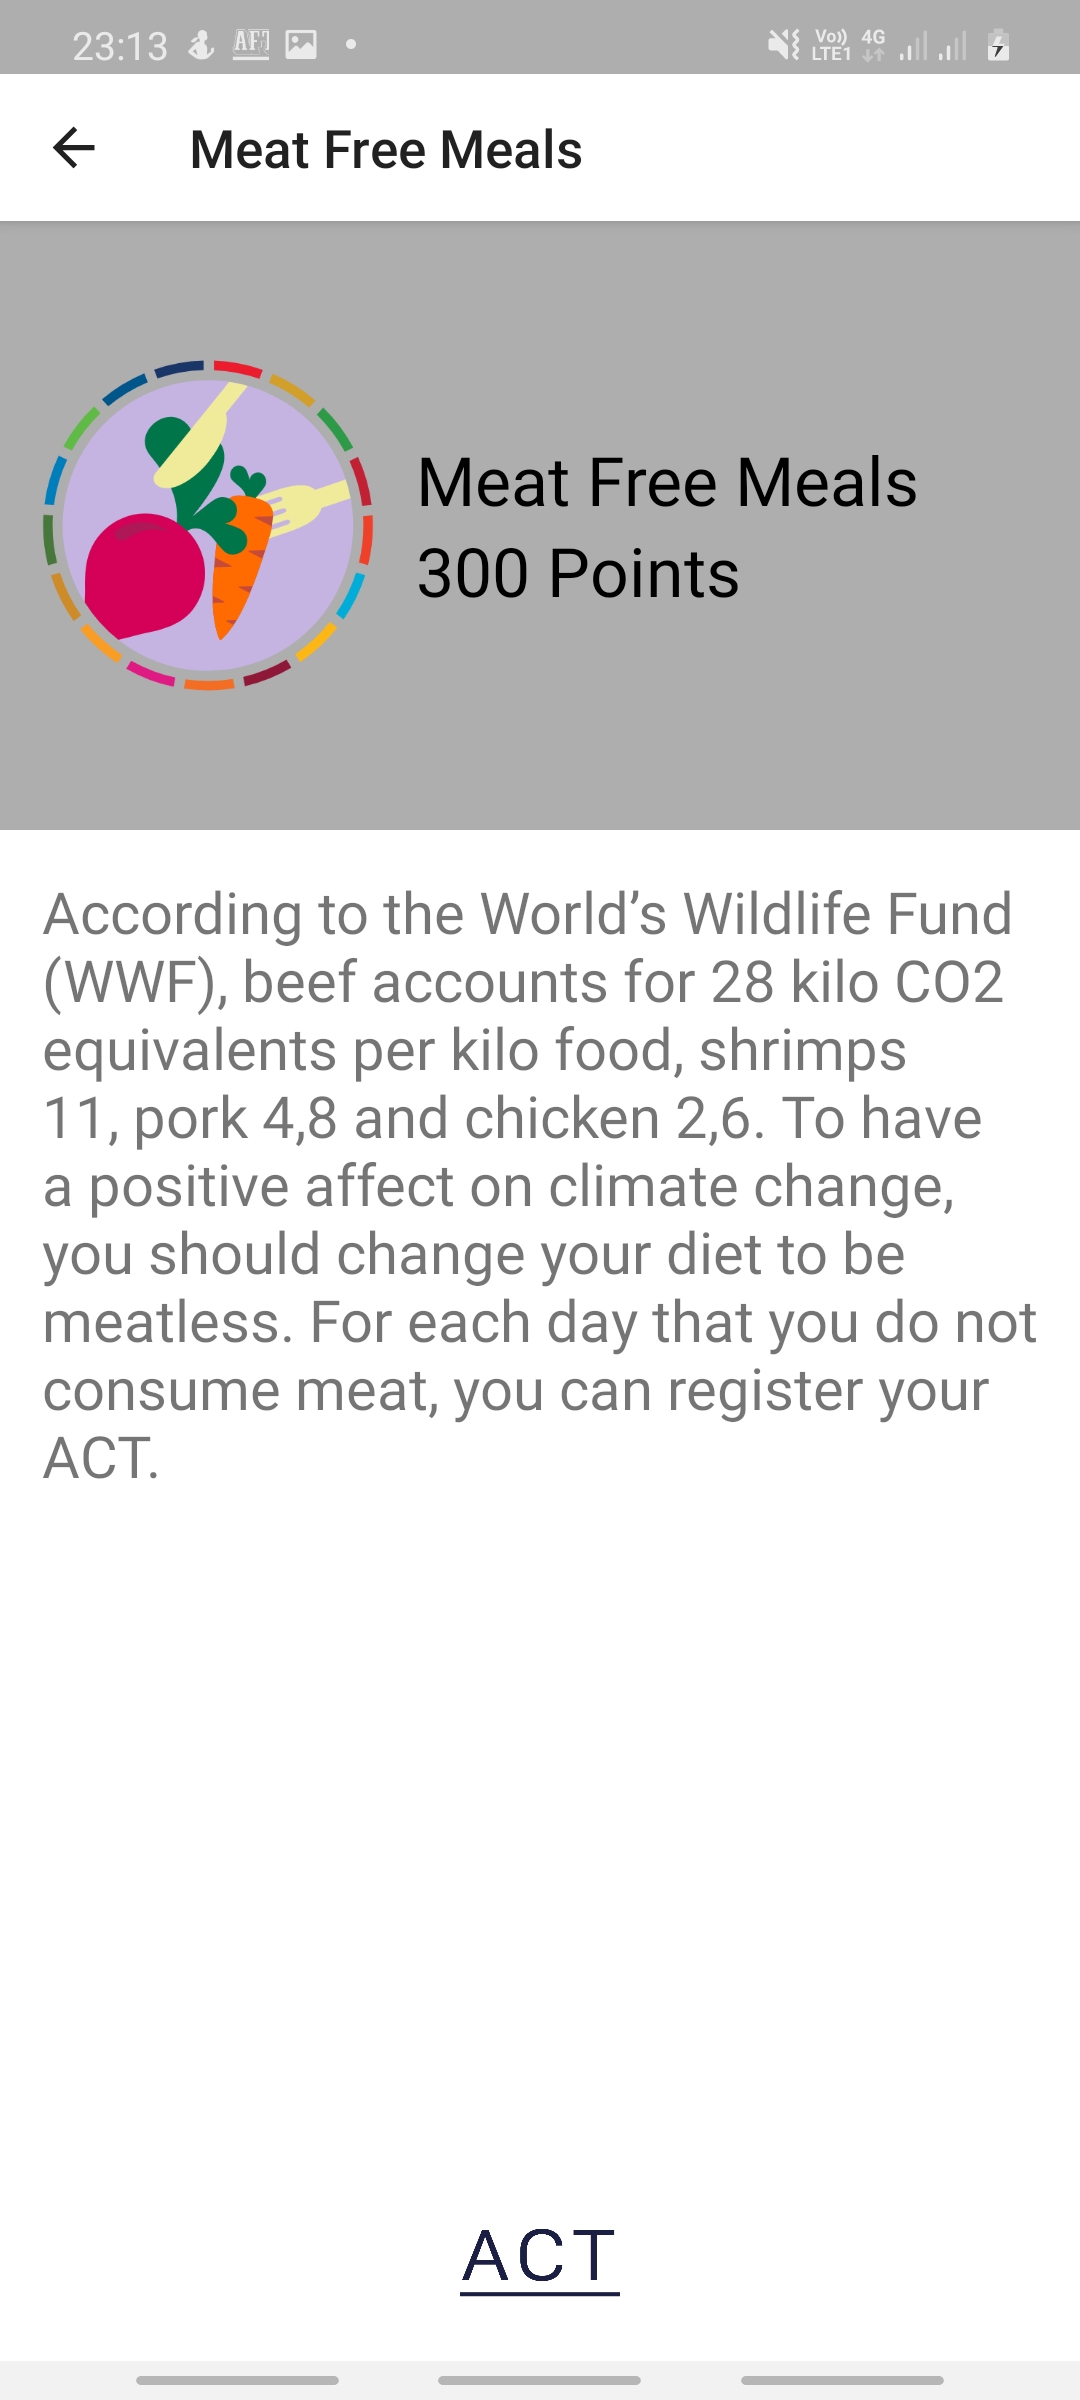 23:13 AFT Vo)) 4G
LTE1
Meat Free Meals
Meat Free Meals
300 Points
According to the World’s Wildlife Fund
(WWF), beef accounts for 28 kilo CO2
equivalents per kilo food, shrimps
11, pork 4,8 and chicken 2,6. To have
a positive affect on climate change,
you should change your diet to be
meatless. For each day that you do not
consume meat, you can register your
ACT.
ACT